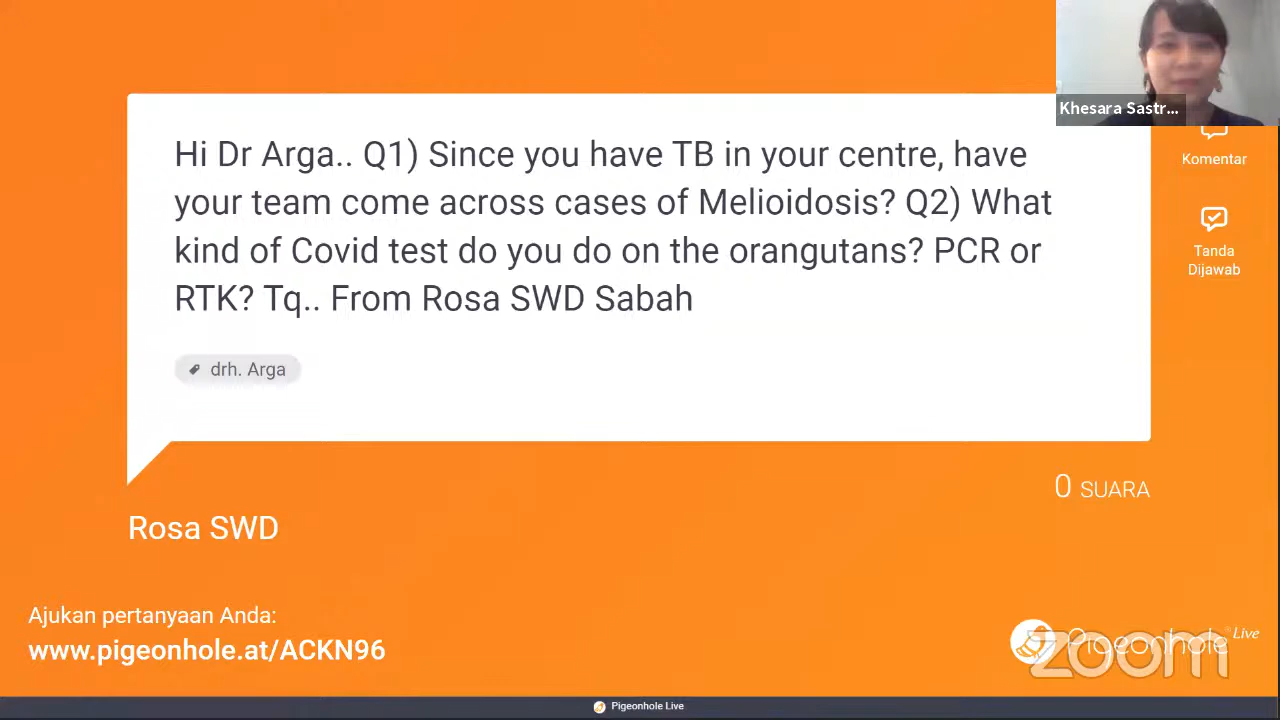 Khesara Sastr...
Hi Dr Arga.. Q1) Since you have TB in your centre, have
your team come across cases of Melioidosis? Q2) What
kind of Covid test do you do on the orangutans? PCR or
RTK? Tq.. From Rosa SWD Sabah
drh. Arga
Komentar
Tanda
Dijawab
0 SUARA
Rosa SWD
Ajukan pertanyaan Anda:
www.pigeonhole.at/ACKN96
Pigeonhole Live
zoom
Pigeonhole Live